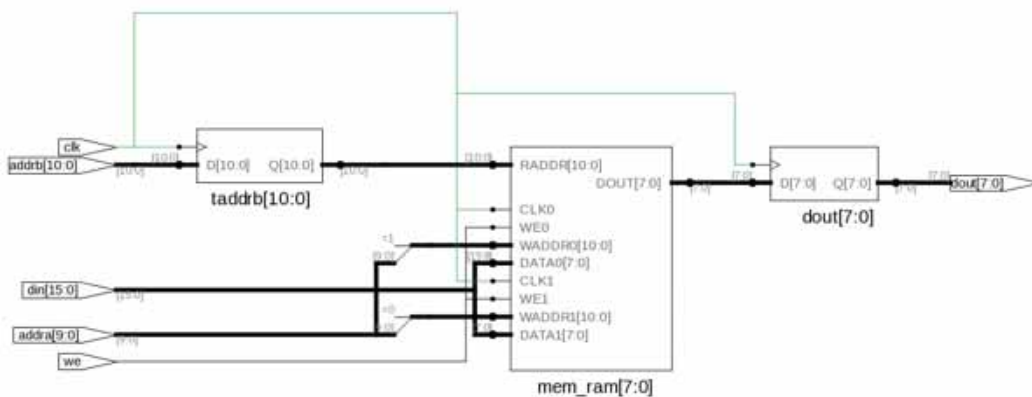 clk
addrb[10:0]
[10:0]
[10:0]
D[10:0]
Q[10:0]
[10:0]
[10:0]
taddrb[10:0]
RADDR[10:0]
DOUT[7:0]
[7:0]
[7:0]
D[7:0]
Q[7:0]
[7:0]
[7:0]
dout[7:0]
dout[7:0]
CLK0
WE0
=1
[9:0]
WADDR0[10:0]
[15:8]
DATA0[7:0]
CLK1
din[15:0]
[15:0]
WE1
=0
[9:0]
WADDR1[10:0]
addra[9:0]
[9:0]
[7:0]
DATA1[7:0]
we
mem_ram[7:0]